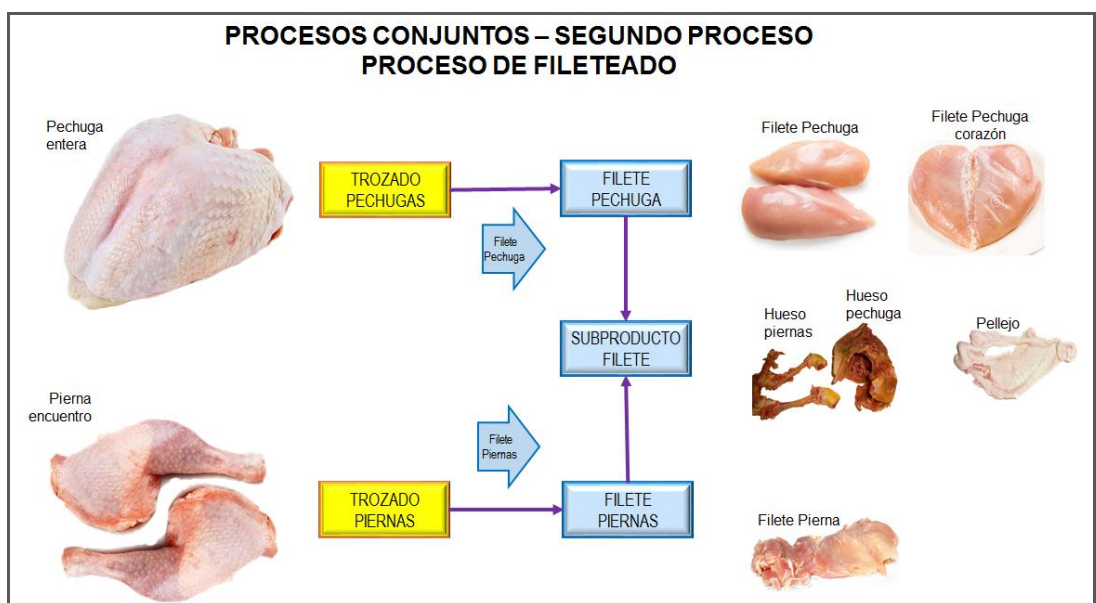 PROCESOS CONJUNTOS – SEGUNDO PROCESO
PROCESO DE FILETEADO
Pechuga
entera
TROZADO
PECHUGAS
FILETE
PECHUGA
Filete
Pechuga
Filete Pechuga
Filete Pechuga
corazón
SUBPRODUCTO
FILETE
Hueso
piernas
Hueso
pechuga
Pellejo
Pierna
encuentro
Filete
Piernas
TROZADO
PIERNAS
FILETE
PIERNAS
Filete Pierna